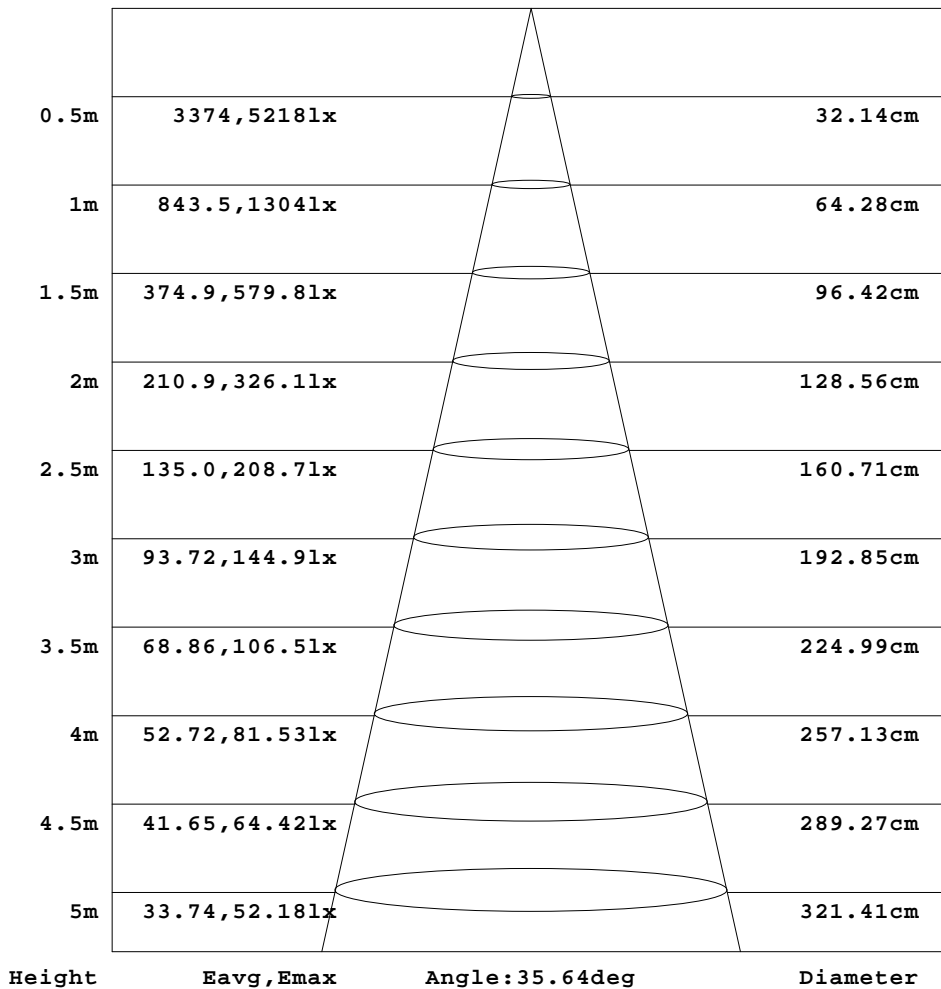 0.5m 3374,5218lx 32.14cm
1m 843.5,1304lx 64.28cm
1.5m 374.9,579.8lx 96.42cm
2m 210.9,326.1lx 128.56cm
2.5m 135.0,208.7lx 160.71cm
3m 93.72,144.9lx 192.85cm
3.5m 68.86,106.5lx 224.99cm
4m 52.72,81.53lx 257.13cm
4.5m 41.65,64.42lx 289.27cm
5m 33.74,52.18lx 321.41cm
Height Eavg,Emax Angle:35.64deg Diameter